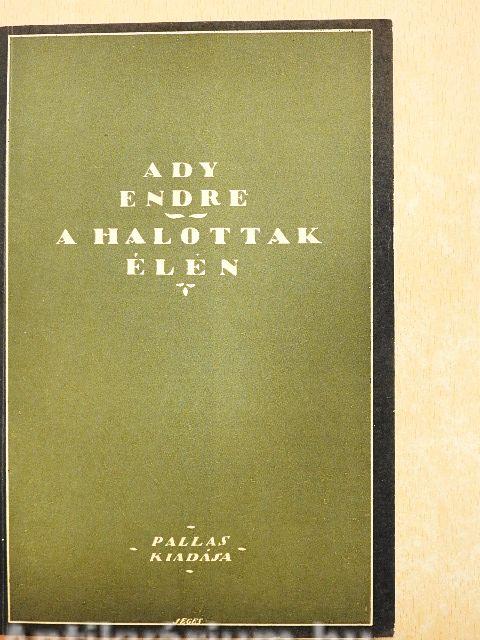 ADY
ENDRE
A HALOTTAK
ÉLÉN
PALLAS
KIADÁSA